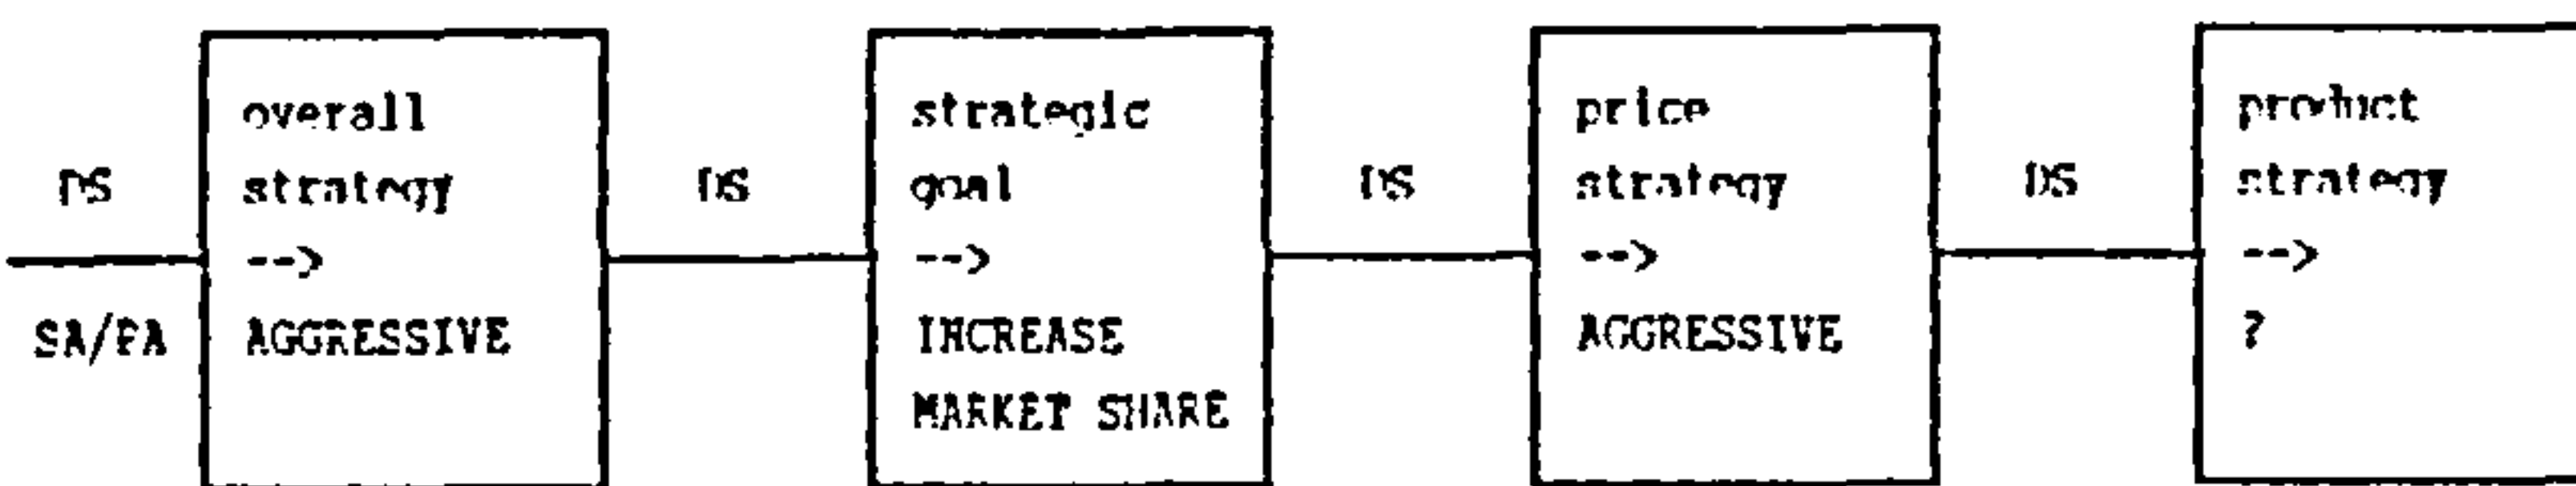 DS
SA/PA
overall
strategy
-->
AGGRESSIVE
DS
strategic
goal
-->
INCREASE
MARKET SHARE
DS
price
strategy
-->
AGGRESSIVE
DS
product
strategy
-->
?